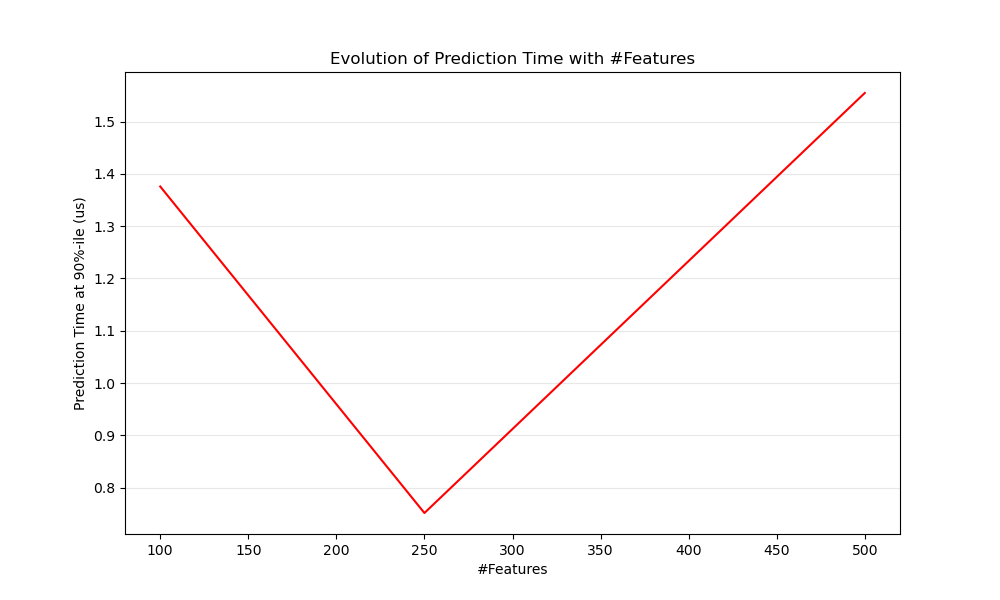 Evolution of Prediction Time with #Features
Prediction Time at 90%-ile (us)
1.5
1.4
1.3
1.2
1.1
1.0
0.9
0.8
100 150 200 250 300 350 400 450 500
#Features